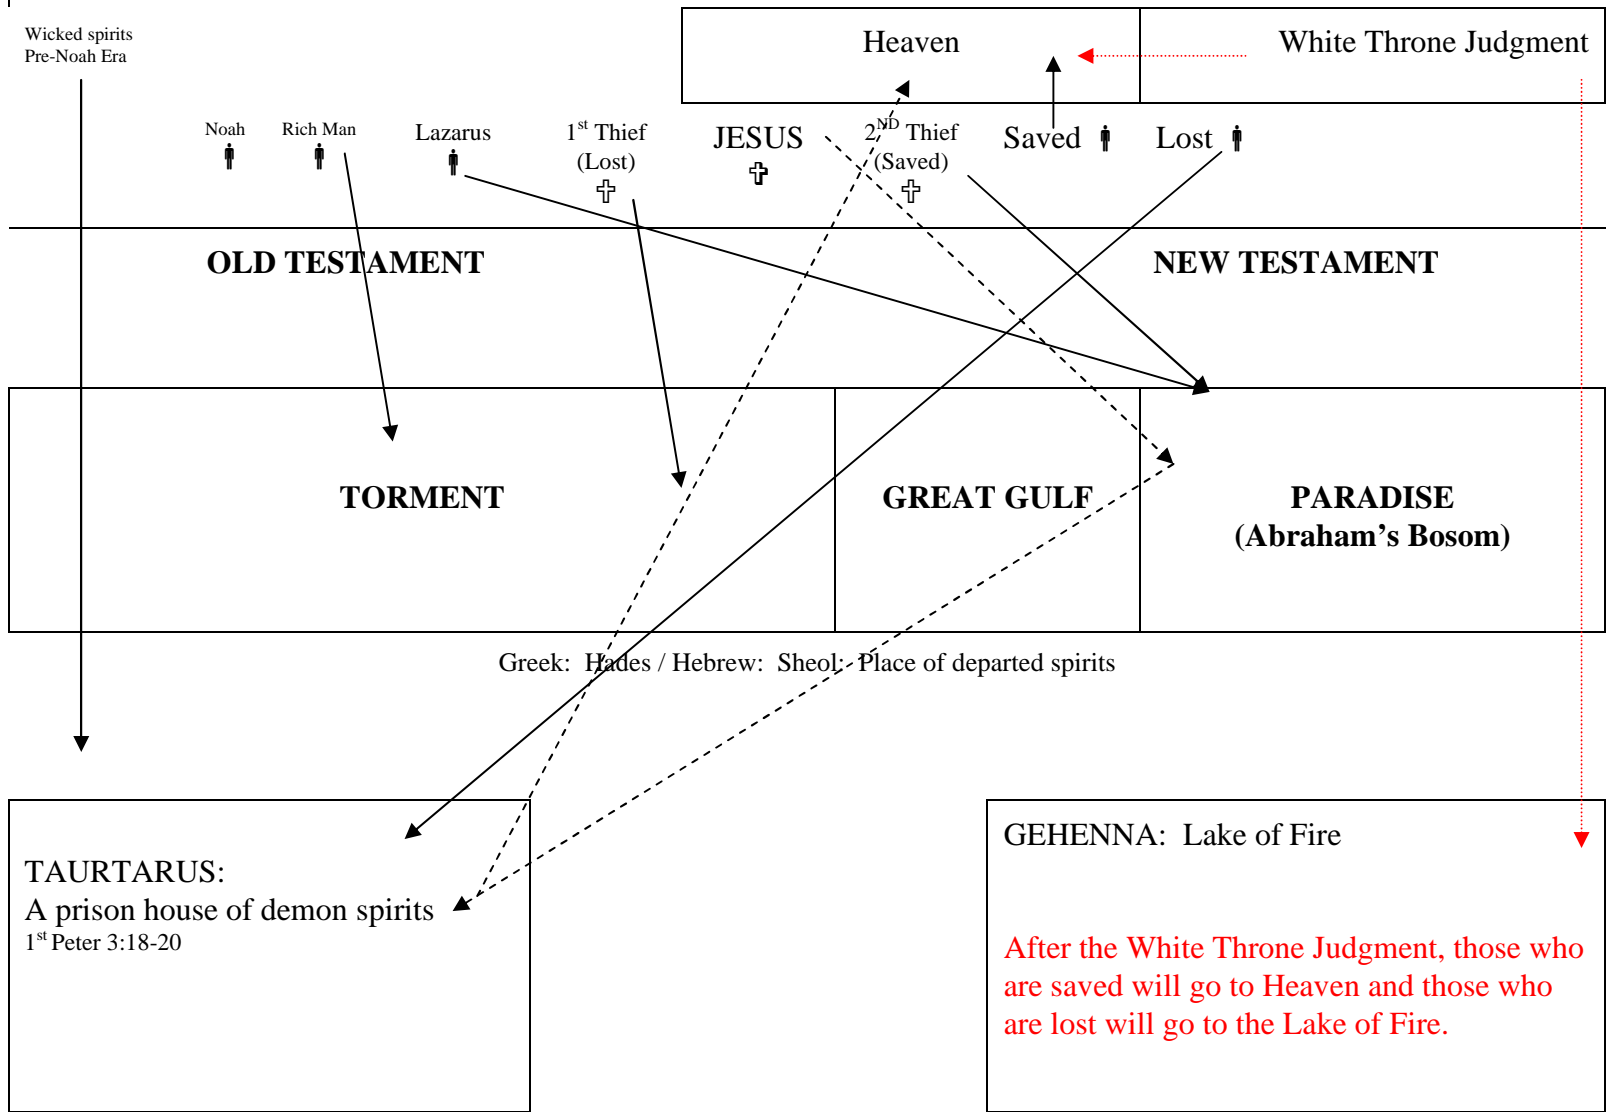 Wicked spirits
Pre-Noah Era
Heaven
White Throne Judgment
Noah
Rich Man
Lazarus
1st Thief
(Lost)
JESUS
2ND Thief
(Saved)
Saved
Lost
OLD TESTAMENT
NEW TESTAMENT
TORMENT
GREAT GULF
PARADISE
(Abraham's Bosom)
Greek: Hades / Hebrew: Sheol: Place of departed spirits
TAURTARUS:
A prison house of demon spirits
1st Peter 3:18-20
GEHENNA: Lake of Fire
After the White Throne Judgment, those who
are saved will go to Heaven and those who
are lost will go to the Lake of Fire.